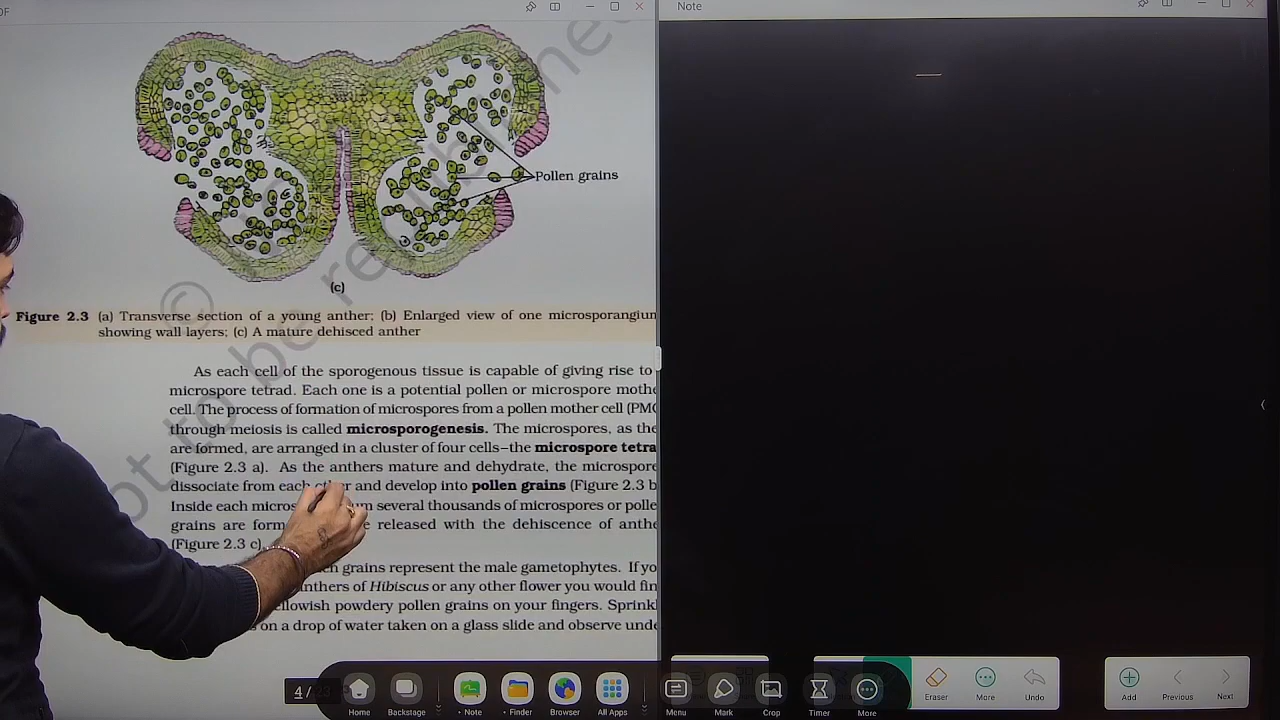 DF
Note
Pollen grains
(c)
Figure 2.3 (a) Transverse section of a young anther; (b) Enlarged view of one microsporangium
showing wall layers; (c) A mature dehisced anther
As each cell of the sporogenous tissue is capable of giving rise to
microspore tetrad. Each one is a potential pollen or microspore mothe
cell. The process of formation of microspores from a pollen mother cell (PMC
through meiosis is called microsporogenesis. The microspores, as the
are formed, are arranged in a cluster of four cells–the microspore tetra
(Figure 2.3 a). As the anthers mature and dehydrate, the microspore
dissociate from each other and develop into pollen grains (Figure 2.3 b
Inside each several thousands of microspores or polle
grains are released with the dehiscence of anthe
(Figure 2.3 c).
grains represent the male gametophytes. If yo
anthers of Hibiscus or any other flower you would fin
yellowish powdery pollen grains on your fingers. Sprinkl
on a drop of water taken on a glass slide and observe unde
4 /
Home
Backstage
Note
Finder
Browser
All Apps
Menu
Mark
Crop
Timer
More
Eraser
More
Undo
Add
Previous
Next